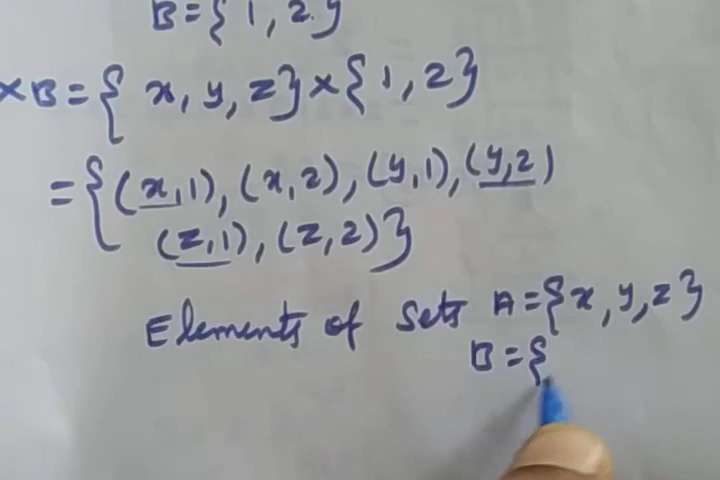 B={1,2}
×B={x,y,z}×{1,2}
={(x,1),(x,2),(y,1),(y,2)
(z,1),(z,2)}
Elements of sets A={x,y,z}
B={